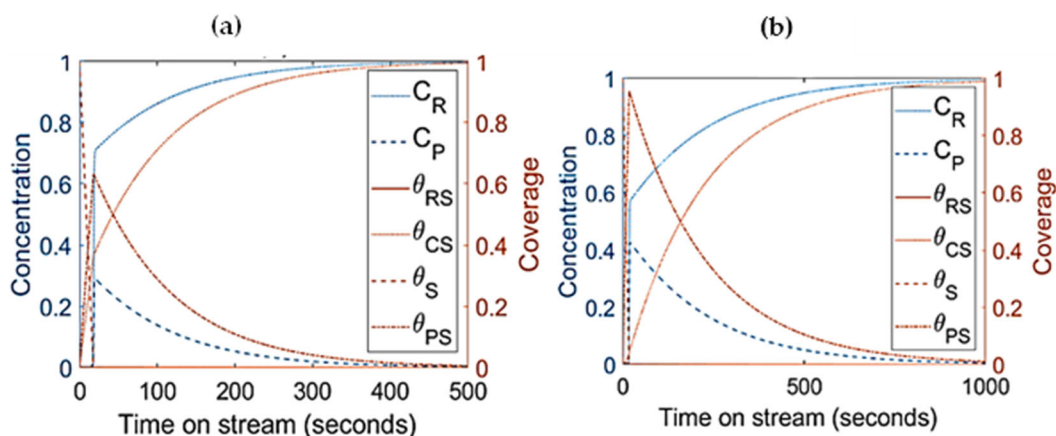 (a)
(b)
1
0.8
0.6
0.4
0.2
0
Concentration
0
100
200
300
400
500
Time on stream (seconds)
1
0.8
0.6
0.4
0.2
0
Coverage
C_R
C_P
θ_RS
θ_CS
θ_S
θ_PS
1
0.8
0.6
0.4
0.2
0
Concentration
0
500
1000
Time on stream (seconds)
1
0.8
0.6
0.4
0.2
0
Coverage
C_R
C_P
θ_RS
θ_CS
θ_S
θ_PS